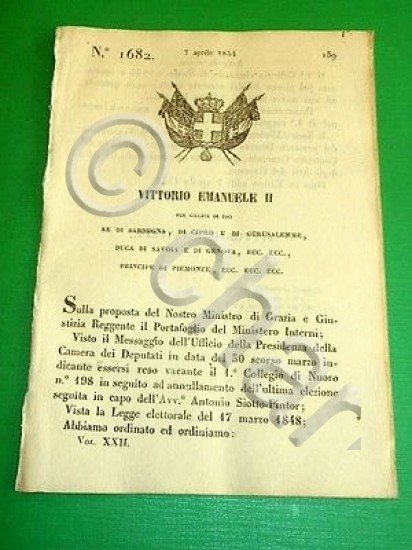 N.º 1682.
7 aprile 1854
159
VITTORIO EMANUELE II
PER GRAZIA DI DIO
RE DI SARDEGNA, DI CIPRO E DI GERUSALEMME,
DUCA DI SAVOIA E DI GENOVA, ECC. ECC.,
PRINCIPE DI PIEMONTE, ECC. ECC. ECC.
Sulla proposta del Nostro Ministro di Grazia e Giu-
stizia Reggente il Portafoglio del Ministero Interni;
Visto il Messaggio dell'Ufficio della Presidenza della
Camera dei Deputati in data del 30 scorso marzo in-
dicante essersi reso vacante il 1.º Collegio di Nuoro
n.º 198 in seguito ad annullamento dell'ultima elezione
seguita in capo dell'Avv.º Antonio Siotto-Pintor;
Vista la Legge elettorale del 17 marzo 1848;
Abbiamo ordinato ed ordiniamo:
Vol. XXII.
©